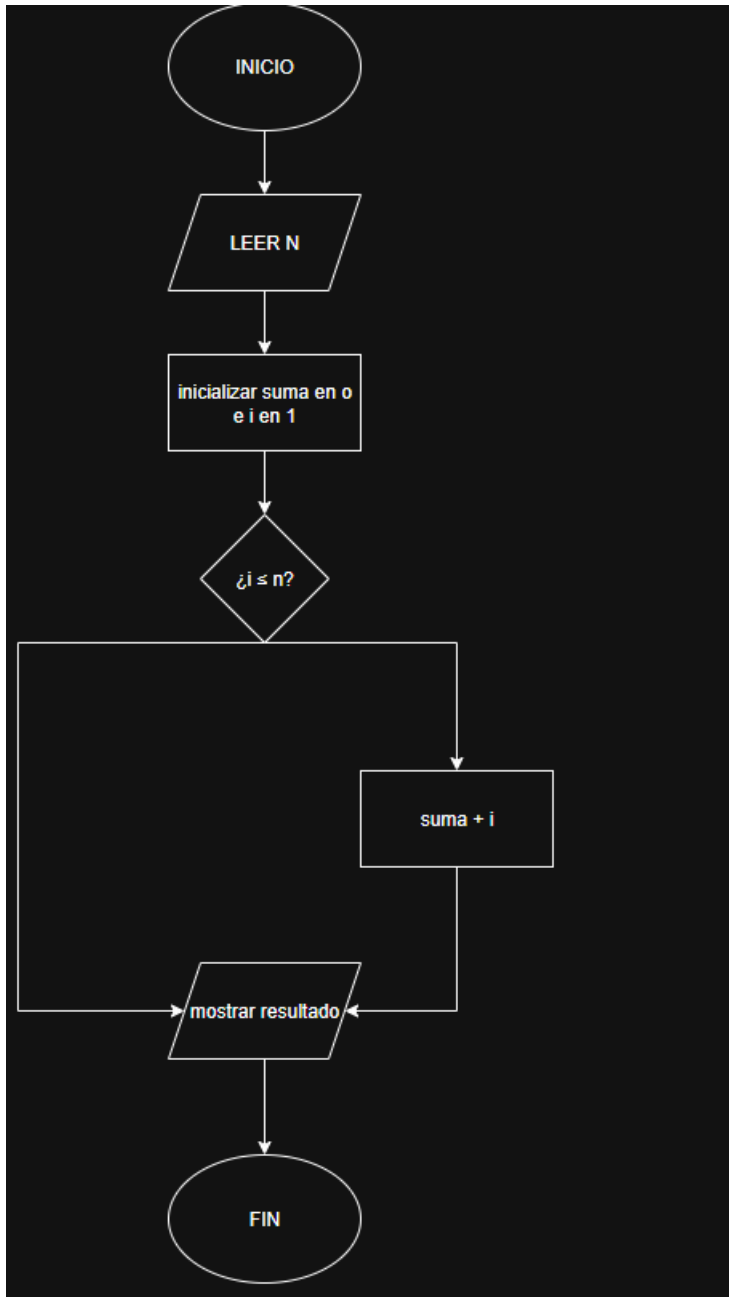 INICIO
LEER N
inicializar suma en o
e i en 1
¿i ≤ n?
suma + i
mostrar resultado
FIN